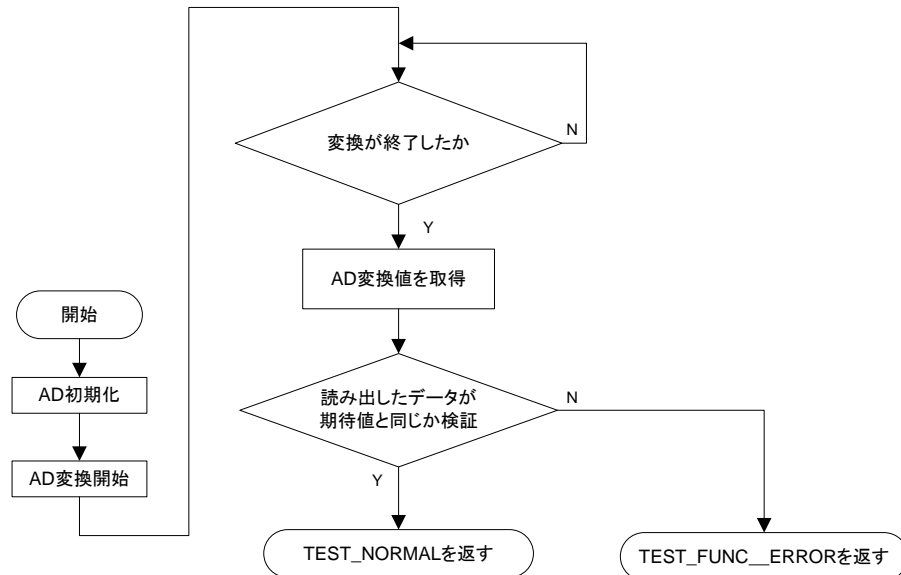 開始
AD初期化
AD変換開始
変換が終了したか
N
Y
AD変換値を取得
読み出したデータが
期待値と同じか検証
N
Y
TEST_NORMALを返す
TEST_FUNC__ERRORを返す